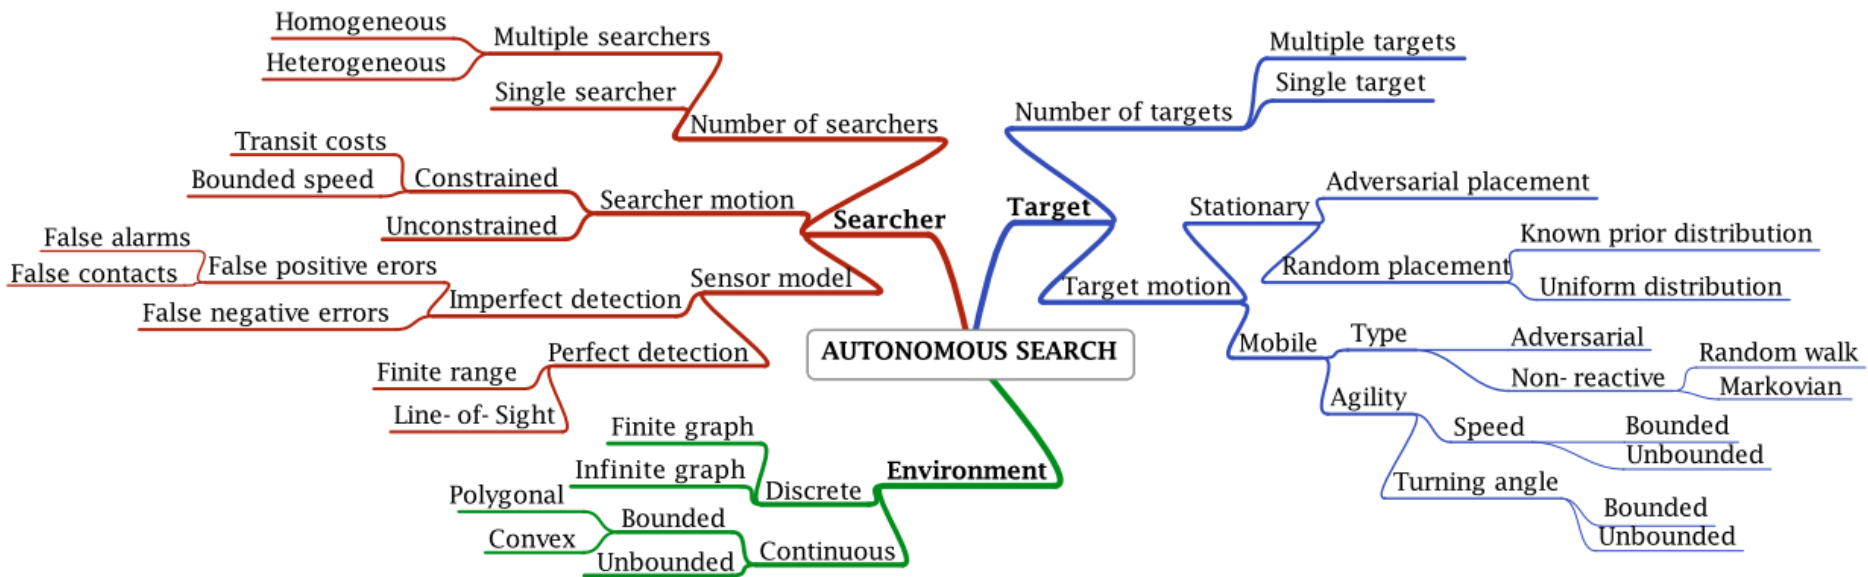 Homogeneous
Heterogeneous
Multiple searchers
Single searcher
Number of searchers
Transit costs
Bounded speed
Constrained
Unconstrained
Searcher motion
Searcher
False alarms
False contacts
False positive erors
False negative errors
Imperfect detection
Sensor model
Perfect detection
Finite range
Line- of- Sight
AUTONOMOUS SEARCH
Finite graph
Infinite graph
Discrete
Environment
Polygonal
Convex
Bounded
Unbounded
Continuous
Multiple targets
Single target
Number of targets
Target
Target motion
Stationary
Adversarial placement
Random placement
Known prior distribution
Uniform distribution
Mobile
Type
Adversarial
Non- reactive
Random walk
Markovian
Agility
Speed
Bounded
Unbounded
Turning angle
Bounded
Unbounded